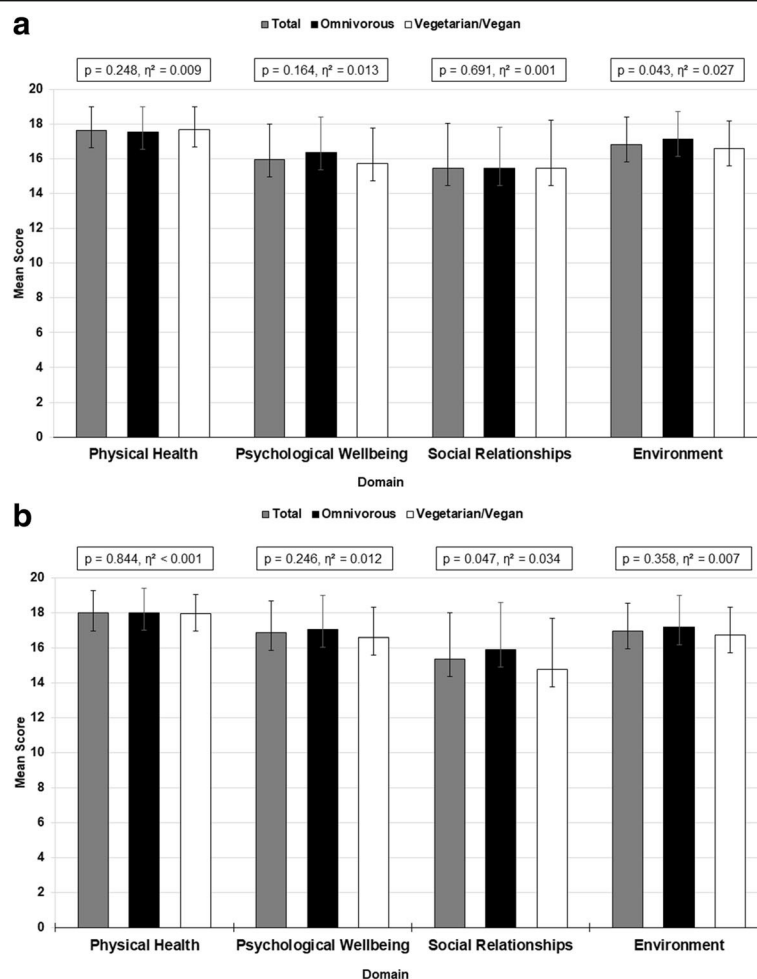 a
Total Omnivorous Vegetarian/Vegan
p = 0.248, η² = 0.009 p = 0.164, η² = 0.013 p = 0.691, η² = 0.001 p = 0.043, η² = 0.027
20
18
16
14
12
10
8
6
4
2
0
Mean Score
Physical Health Psychological Wellbeing Social Relationships Environment
Domain
b
Total Omnivorous Vegetarian/Vegan
p = 0.844, η² < 0.001 p = 0.246, η² = 0.012 p = 0.047, η² = 0.034 p = 0.358, η² = 0.007
20
18
16
14
12
10
8
6
4
2
0
Mean Score
Physical Health Psychological Wellbeing Social Relationships Environment
Domain